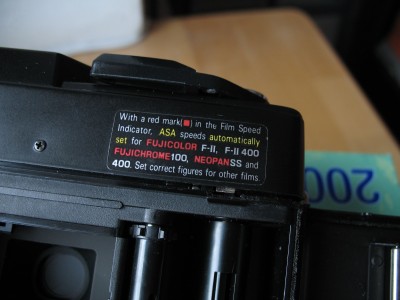 With a red mark(■) in the Film Speed
Indicator, ASA speeds automatically
set for FUJICOLOR F-II, F-II 400
FUJICHROME100, NEOPANSS and
400. Set correct figures for other films.
200